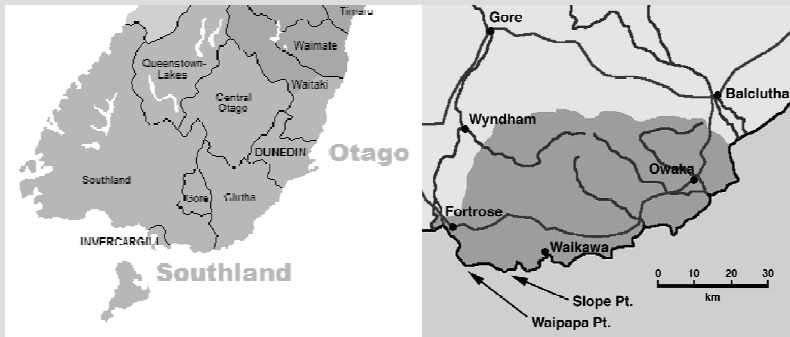 Timaru
Waimate
Queenstown-
Lakes
Waitaki
Central
Otago
DUNEDIN
Otago
Southland
Gore
Clutha
INVERCARGILL
Southland
Gore
Balclutha
Wyndham
Owaka
Fortrose
Waikawa
0 10 20 30
km
Slope Pt.
Waipapa Pt.